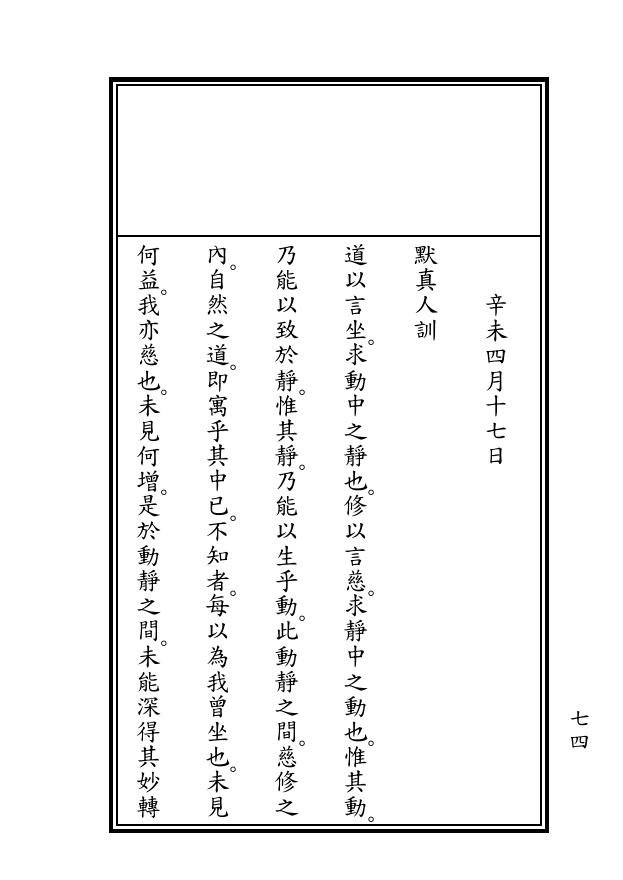 辛未四月十七日
默真人訓
道以言坐。求動中之靜也。修以言慈。求靜中之動也。惟其動。
乃能以致於靜。惟其靜。乃能以生乎動。此動靜之間。慈修之
內。自然之道。即寓乎其中已。不知者。每以為我曾坐也。未見
何益。我亦慈也。未見何增。是於動靜之間。未能深得其妙轉
七四